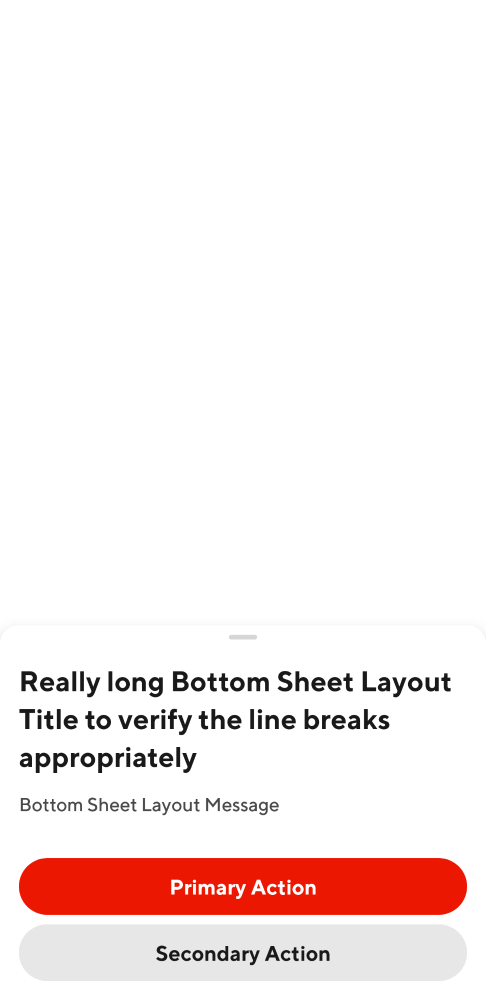 Really long Bottom Sheet Layout
Title to verify the line breaks
appropriately
Bottom Sheet Layout Message
Primary Action
Secondary Action